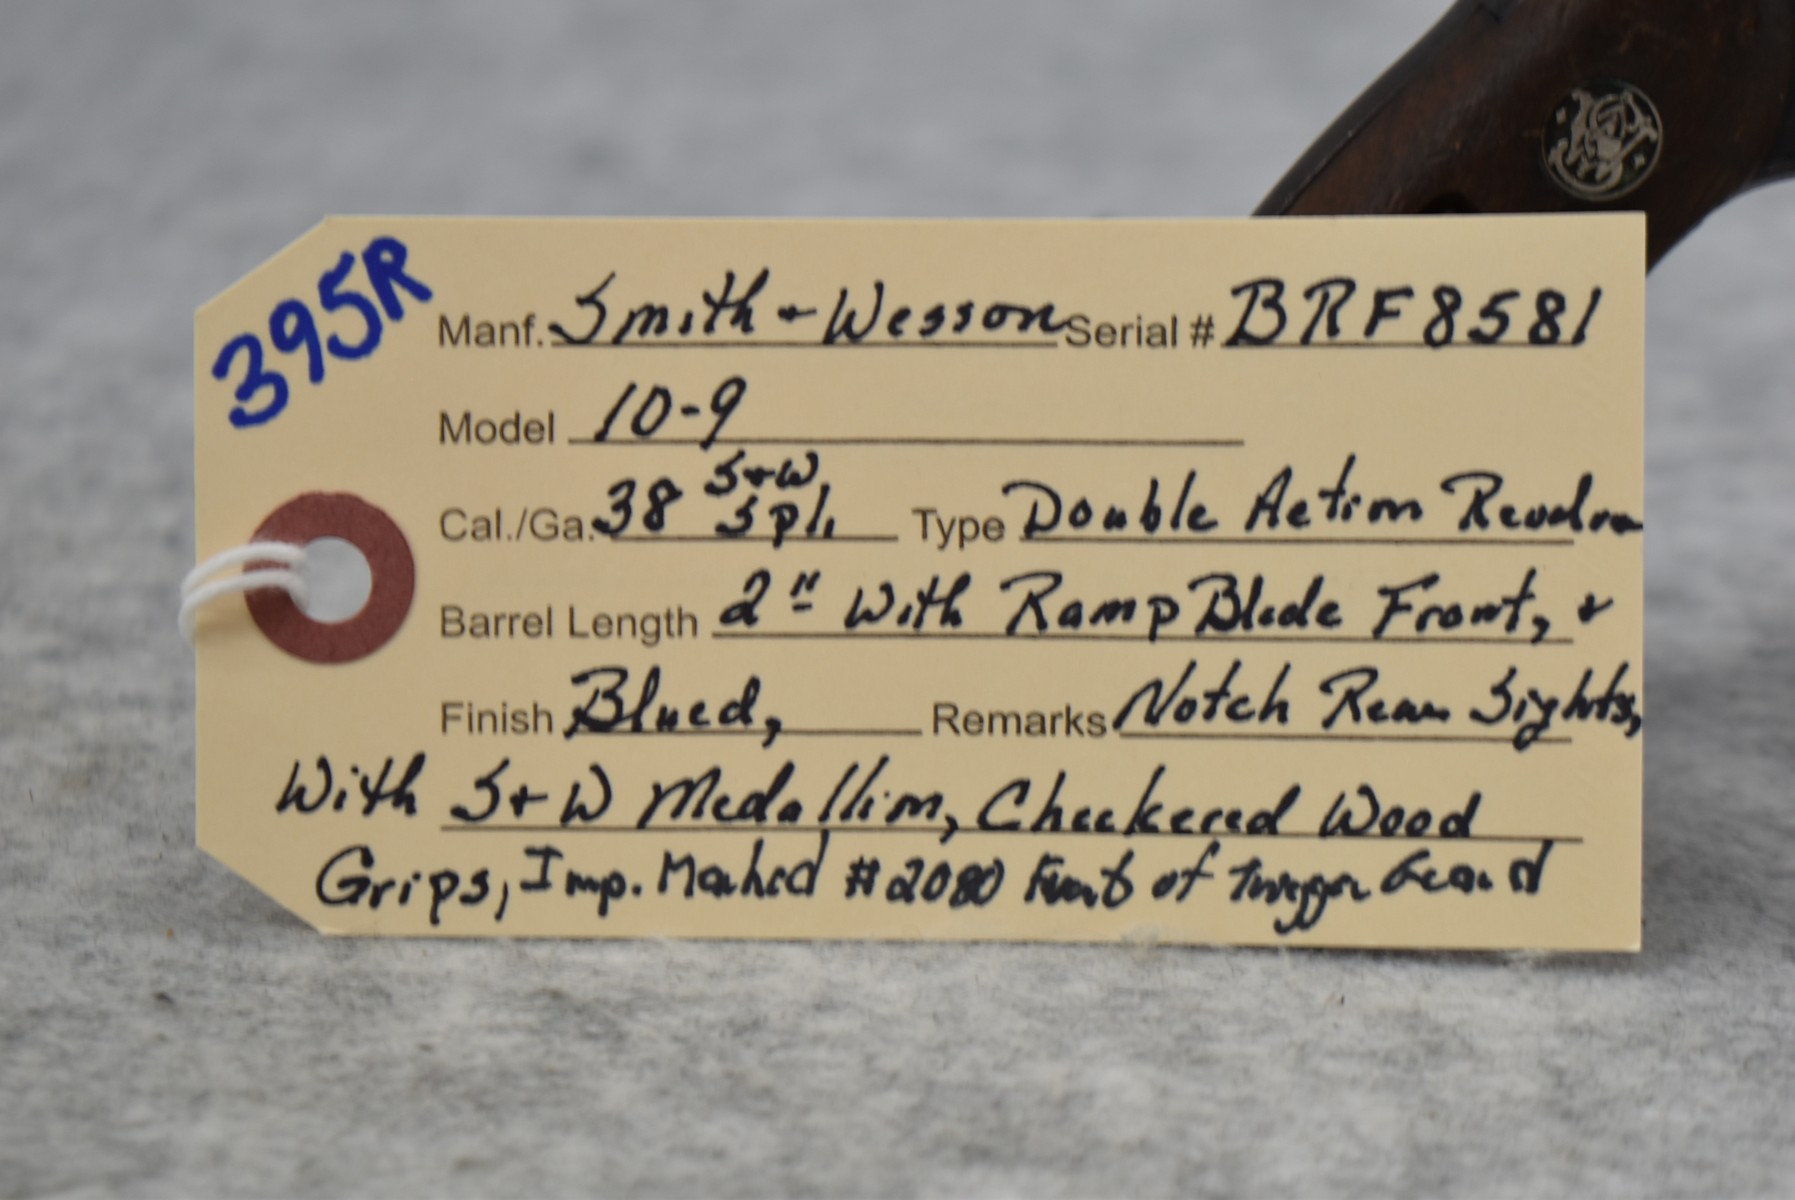 395R
Manf. Smith + Wesson Serial # BRF8581
Model 10-9
Cal./Ga. 38 S+W. Spl. Type Double Action Revolver
Barrel Length 2" With Ramp Blade Front, +
Finish Blued, Remarks Notch Rear Sights,
With S+W Medallion, Checkered Wood
Grips, Imp. Marked #2080 Front of Trigger Guard